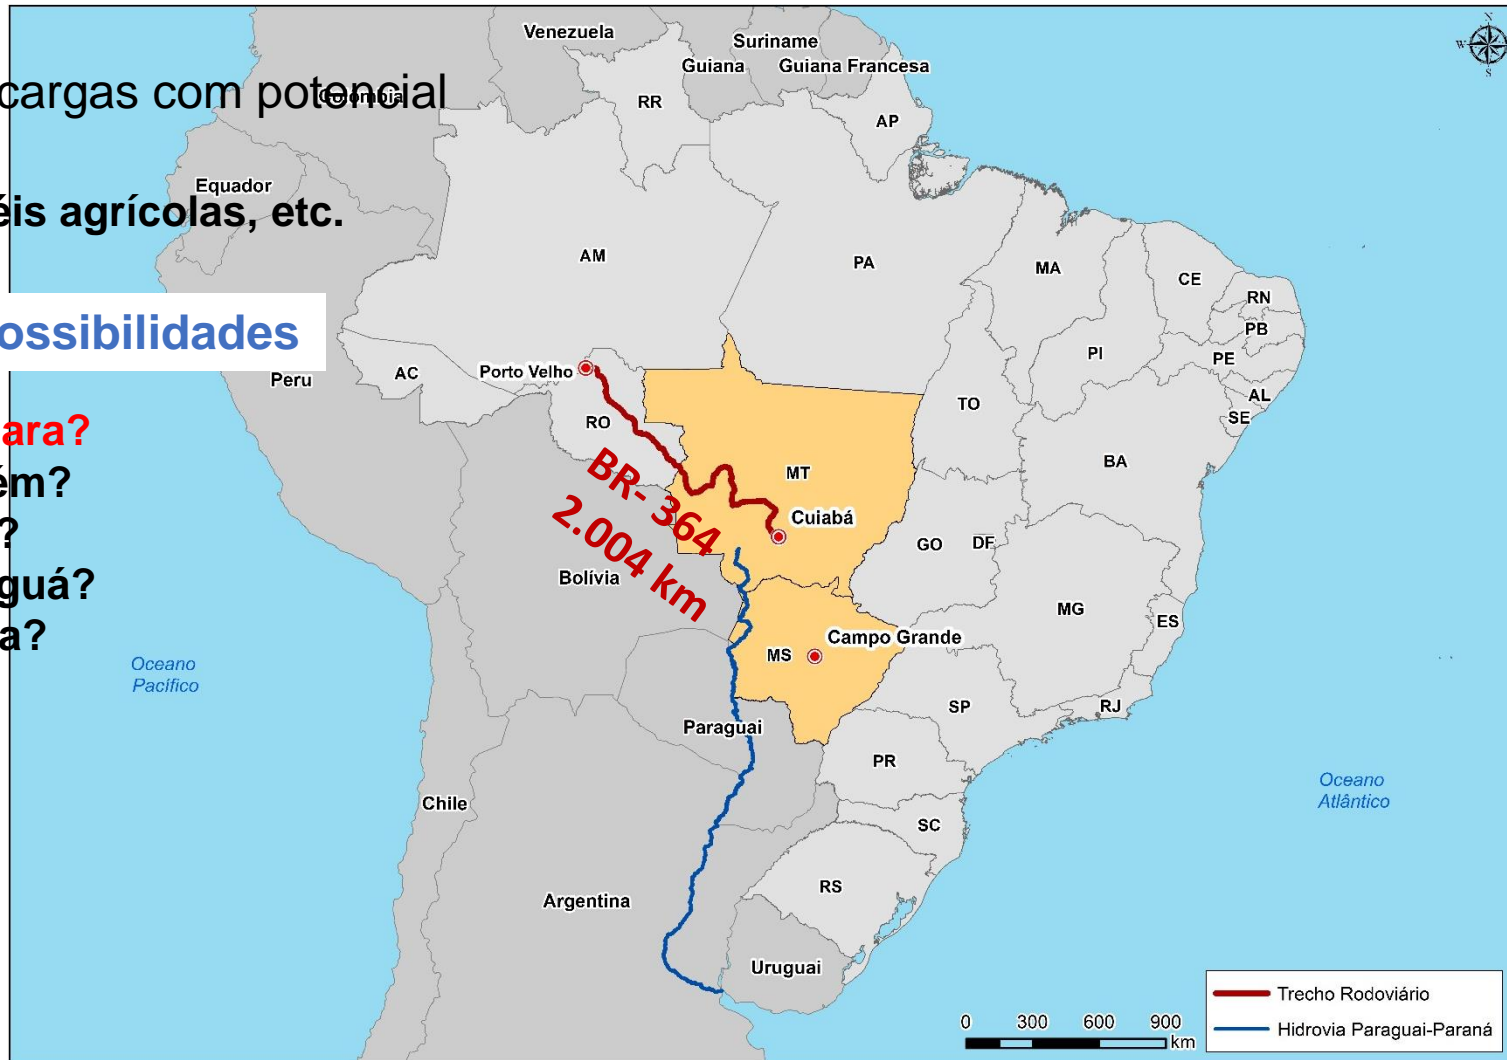 cargas com potencial
éis agrícolas, etc.
ossibilidades
ara?
ém?
?
guá?
a?
Venezuela
Suriname
Guiana
Guiana Francesa
Colômbia
Equador
Peru
Bolívia
Paraguai
Chile
Argentina
Uruguai
Oceano
Pacífico
Oceano
Atlântico
RR
AP
AM
PA
MA
CE
RN
PB
PE
AL
SE
PI
TO
BA
AC
Porto Velho
RO
MT
Cuiabá
GO
DF
MG
ES
MS
Campo Grande
SP
RJ
PR
SC
RS
BR- 364
2.004 km
N
W
S
0 300 600 900
km
Trecho Rodoviário
Hidrovia Paraguai-Paraná